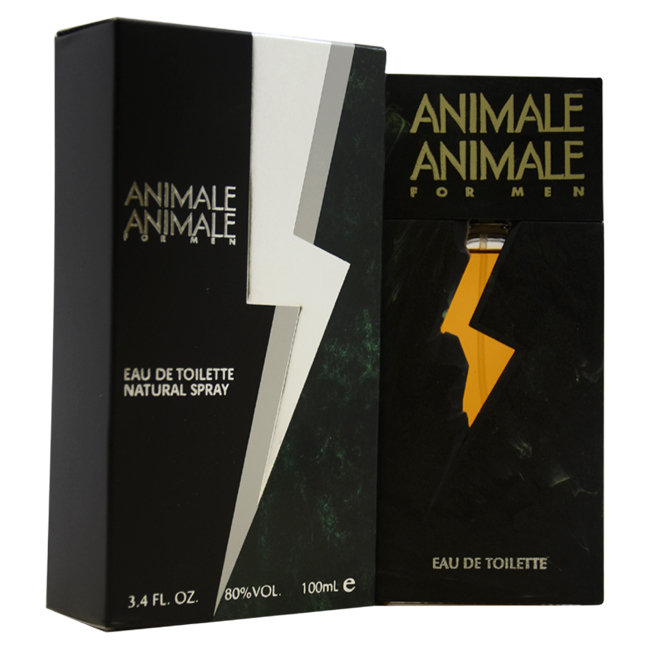 ANIMALE
ANIMALE
FOR MEN
EAU DE TOILETTE
NATURAL SPRAY
3.4 FL. OZ. 80%VOL. 100mL e
ANIMALE
ANIMALE
FOR MEN
EAU DE TOILETTE